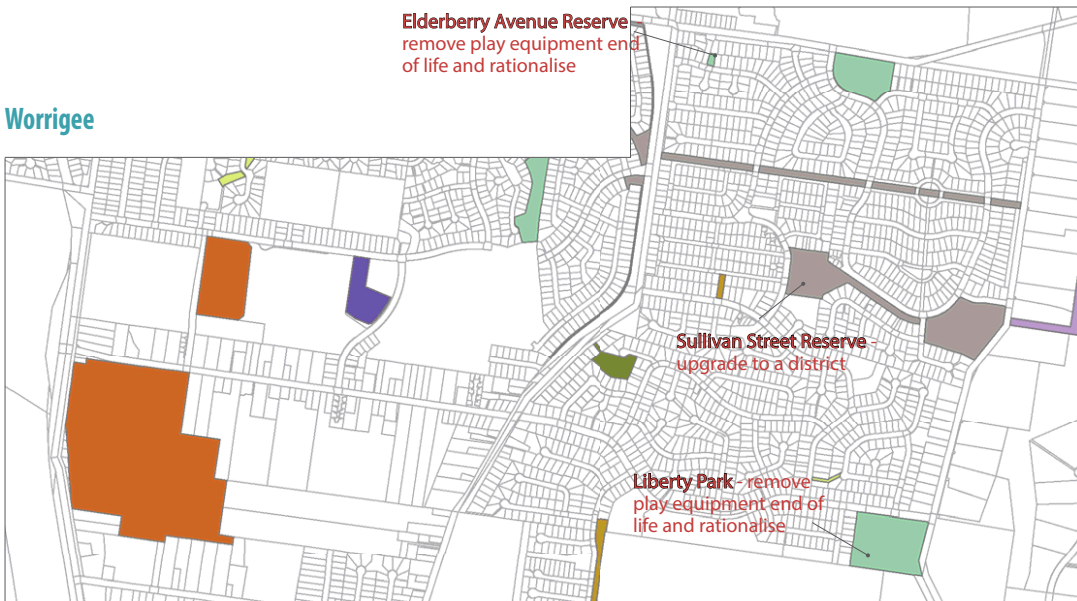 Elderberry Avenue Reserve -
remove play equipment end
of life and rationalise
Worrigee
Sullivan Street Reserve -
upgrade to a district
Liberty Park - remove
play equipment end of
life and rationalise